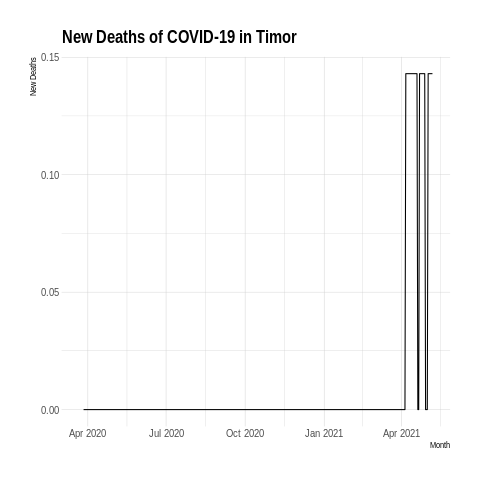 New Deaths of COVID-19 in Timor
New Deaths
0.15
0.10
0.05
0.00
Apr 2020 Jul 2020 Oct 2020 Jan 2021 Apr 2021
Month